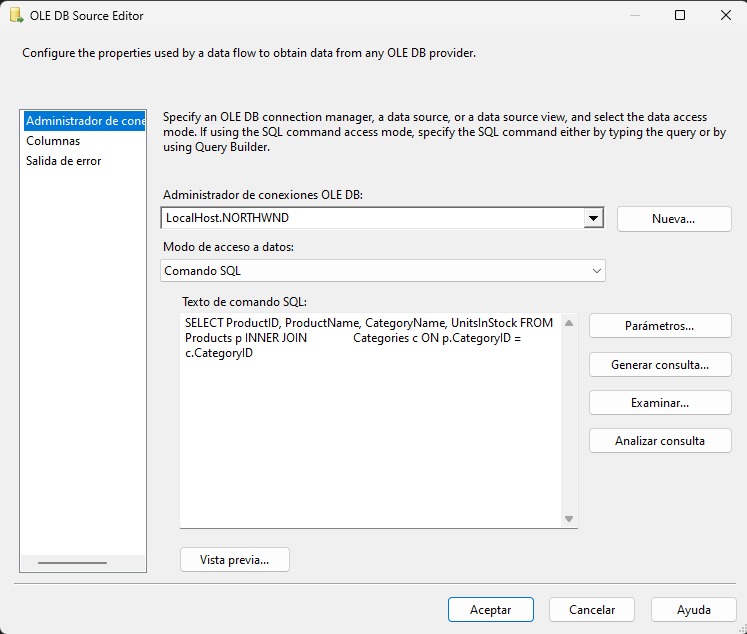 OLE DB Source Editor
Configure the properties used by a data flow to obtain data from any OLE DB provider.
Administrador de cone
Columnas
Salida de error
Specify an OLE DB connection manager, a data source, or a data source view, and select the data access
mode. If using the SQL command access mode, specify the SQL command either by typing the query or by
using Query Builder.
Administrador de conexiones OLE DB:
LocalHost.NORTHWND
Nueva...
Modo de acceso a datos:
Comando SQL
Texto de comando SQL:
SELECT ProductID, ProductName, CategoryName, UnitsInStock FROM
Products p INNER JOIN Categories c ON p.CategoryID =
c.CategoryID
Parámetros...
Generar consulta...
Examinar...
Analizar consulta
Vista previa...
Aceptar
Cancelar
Ayuda